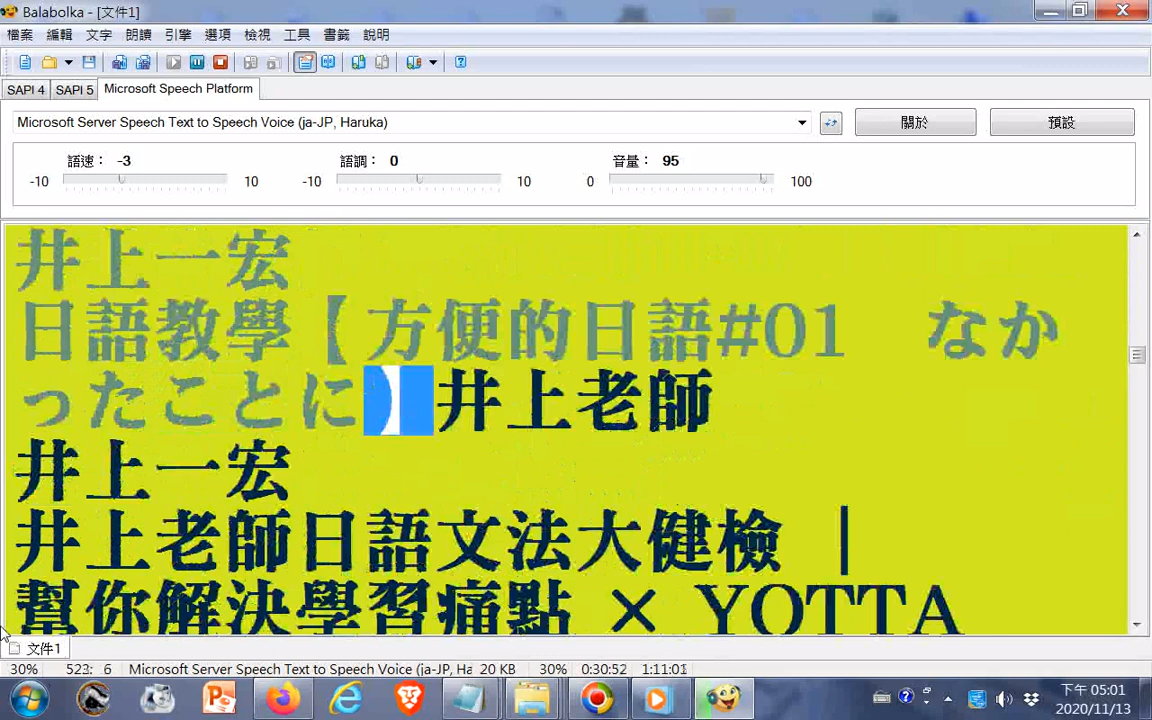 Balabolka - [文件1]
檔案 編輯 文字 朗讀 引擎 選項 檢視 工具 書籤 說明
SAPI 4 SAPI 5 Microsoft Speech Platform
Microsoft Server Speech Text to Speech Voice (ja-JP, Haruka) 關於 預設
語速： -3 語調： 0 音量： 95
-10 10 -10 10 0 100
井上一宏
日語教學【方便的日語#01　なか
ったことに】井上老師
井上一宏
井上老師日語文法大健檢 |
幫你解決學習痛點 × YOTTA
文件1
30% 523: 6 Microsoft Server Speech Text to Speech Voice (ja-JP, Ha 20 KB 30% 0:30:52 1:11:01
下午 05:01
2020/11/13